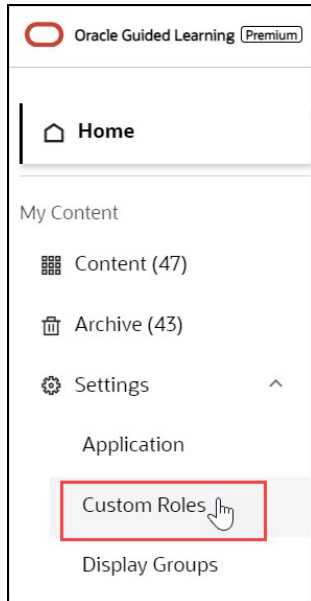 Oracle Guided Learning Premium
Home
My Content
Content (47)
Archive (43)
Settings
Application
Custom Roles
Display Groups